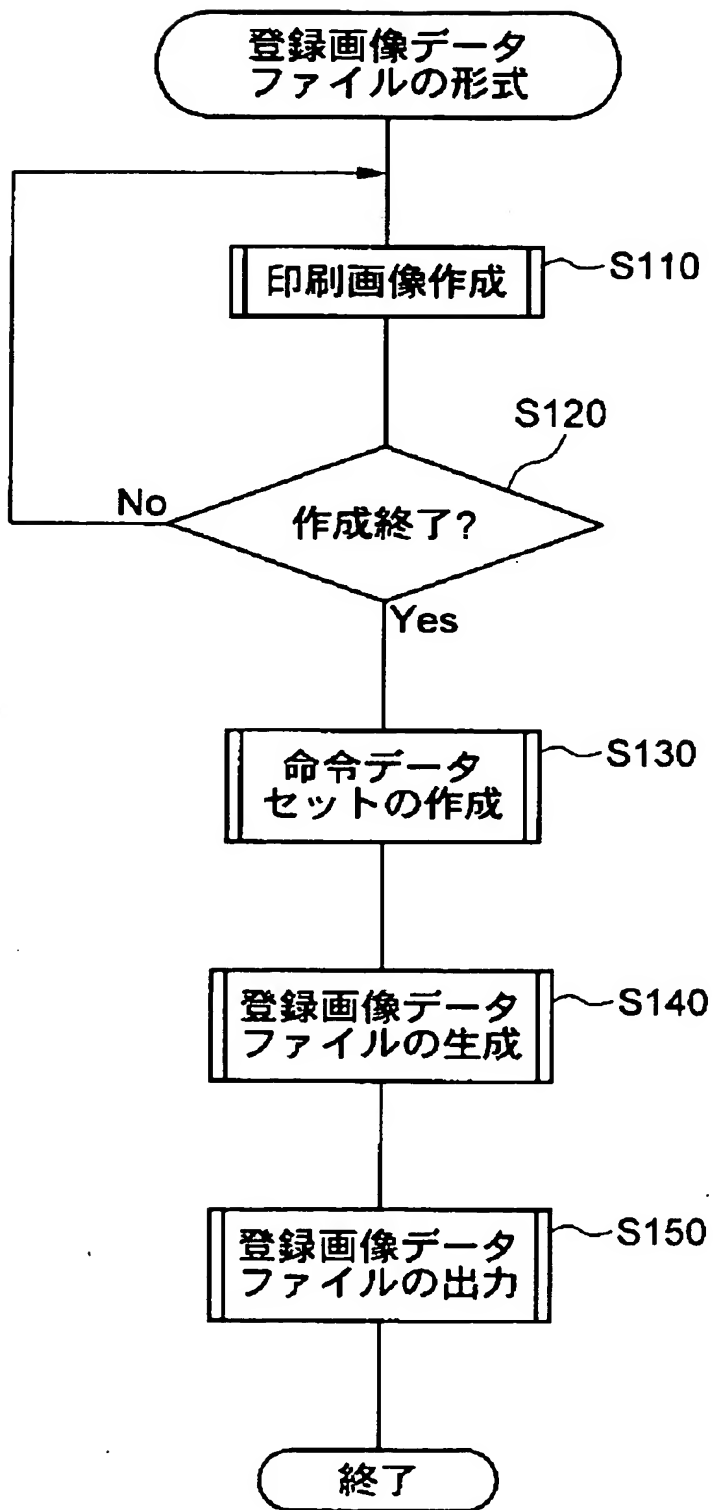 登録画像データ
ファイルの形式
印刷画像作成
S110
S120
No
作成終了?
Yes
命令データ
セットの作成
S130
登録画像データ
ファイルの生成
S140
登録画像データ
ファイルの出力
S150
終了